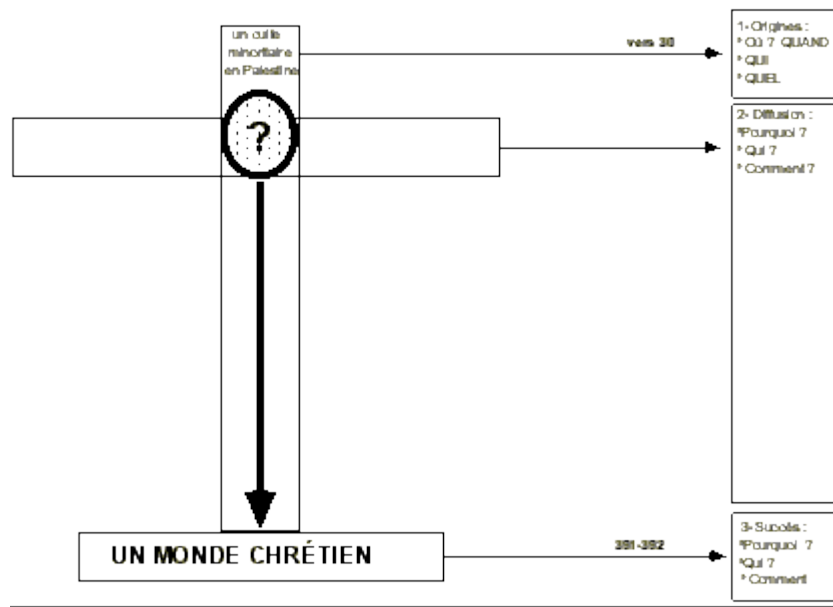 un culte
minoritaire
en Palestine
vers 30
1- Origines :
* Où ? QUAND
* QUI
* QUEL
?
2- Diffusion :
*Pourquoi ?
* Qui ?
* Comment ?
UN MONDE CHRÉTIEN
391-392
3- Succès :
*Pourquoi ?
*Qui ?
* Comment